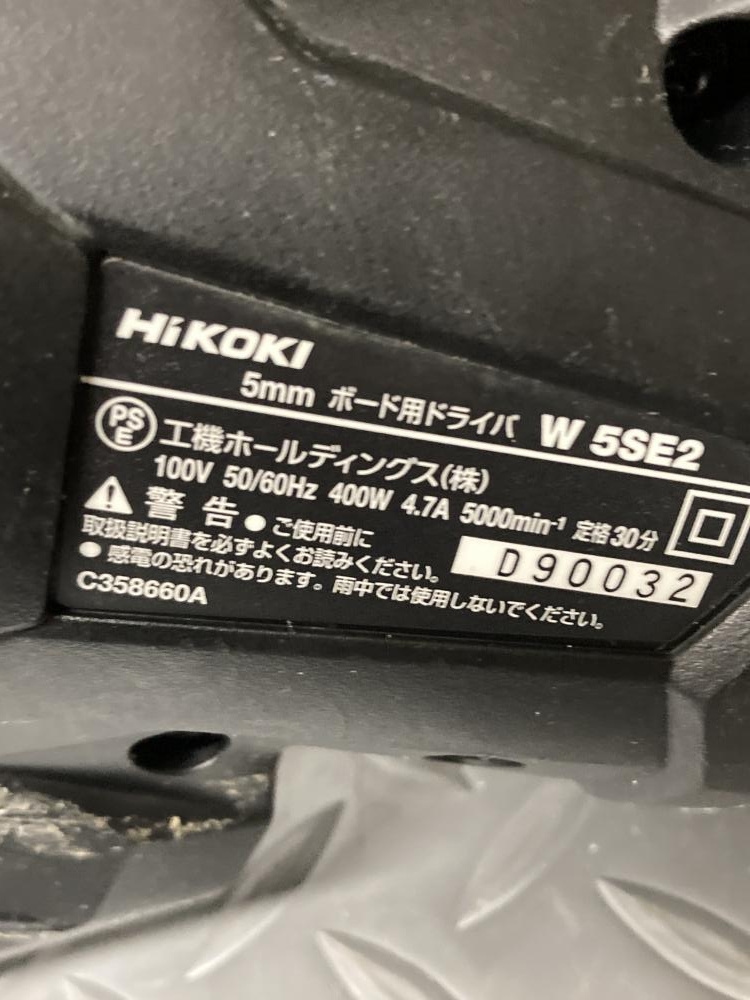 HiKOKI
5mm ボード用ドライバ W 5SE2
PSE 工機ホールディングス(株)
100V 50/60Hz 400W 4.7A 5000min⁻¹ 定格30分
警告 ● ご使用前に
取扱説明書を必ずよくお読みください。
D90032
● 感電の恐れがあります。雨中では使用しないでください。
C358660A